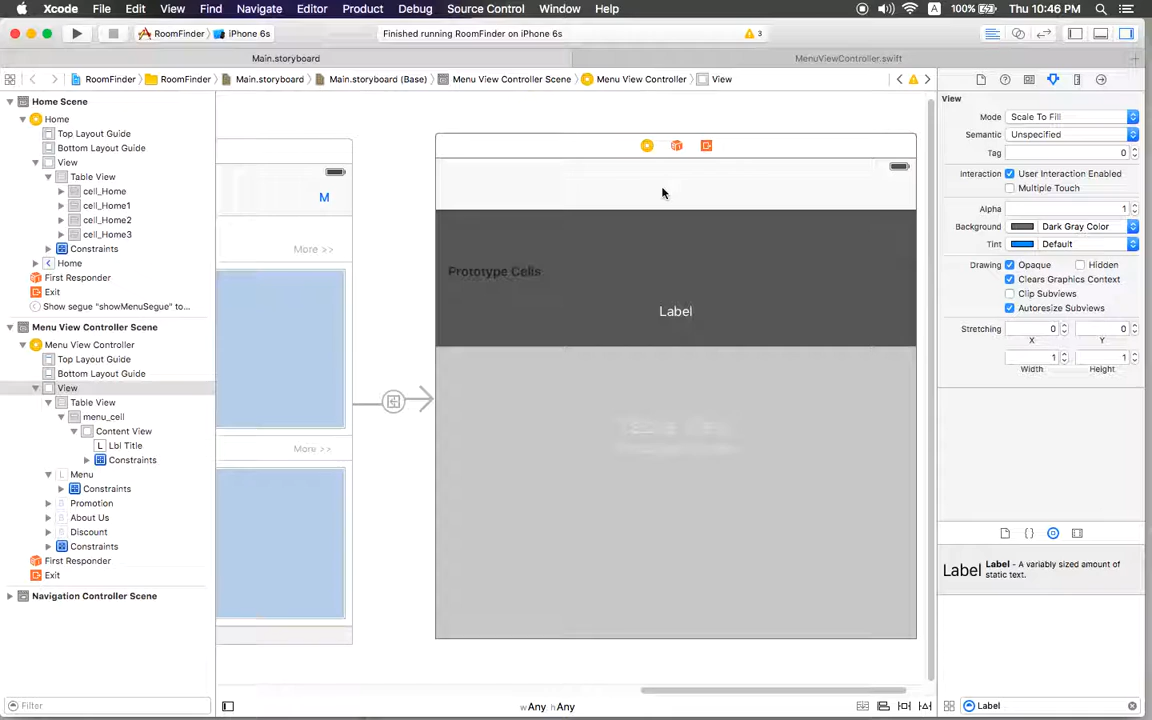 Xcode File Edit View Find Navigate Editor Product Debug Source Control Window Help A 100% Thu 10:46 PM
RoomFinder iPhone 6s Finished running RoomFinder on iPhone 6s 3
Main.storyboard MenuViewController.swift
RoomFinder RoomFinder Main.storyboard Main.storyboard (Base) Menu View Controller Scene Menu View Controller View
Home Scene
Home
Top Layout Guide
Bottom Layout Guide
View
Table View
cell_Home
cell_Home1
cell_Home2
cell_Home3
Constraints
Home
First Responder
Exit
Show segue "showMenuSegue" to...
Menu View Controller Scene
Menu View Controller
Top Layout Guide
Bottom Layout Guide
View
Table View
menu_cell
Content View
L Lbl Title
Constraints
L Menu
Constraints
B Promotion
B About Us
B Discount
Constraints
First Responder
Exit
Navigation Controller Scene
Filter
M
More >>
More >>
Prototype Cells
Label
Table View
wAny hAny
View
Mode Scale To Fill
Semantic Unspecified
Tag 0
Interaction User Interaction Enabled
Multiple Touch
Alpha 1
Background Dark Gray Color
Tint Default
Drawing Opaque Hidden
Clears Graphics Context
Clip Subviews
Autoresize Subviews
Stretching 0 0
X Y
1 1
Width Height
{}
Label Label - A variably sized amount of
static text.
Label